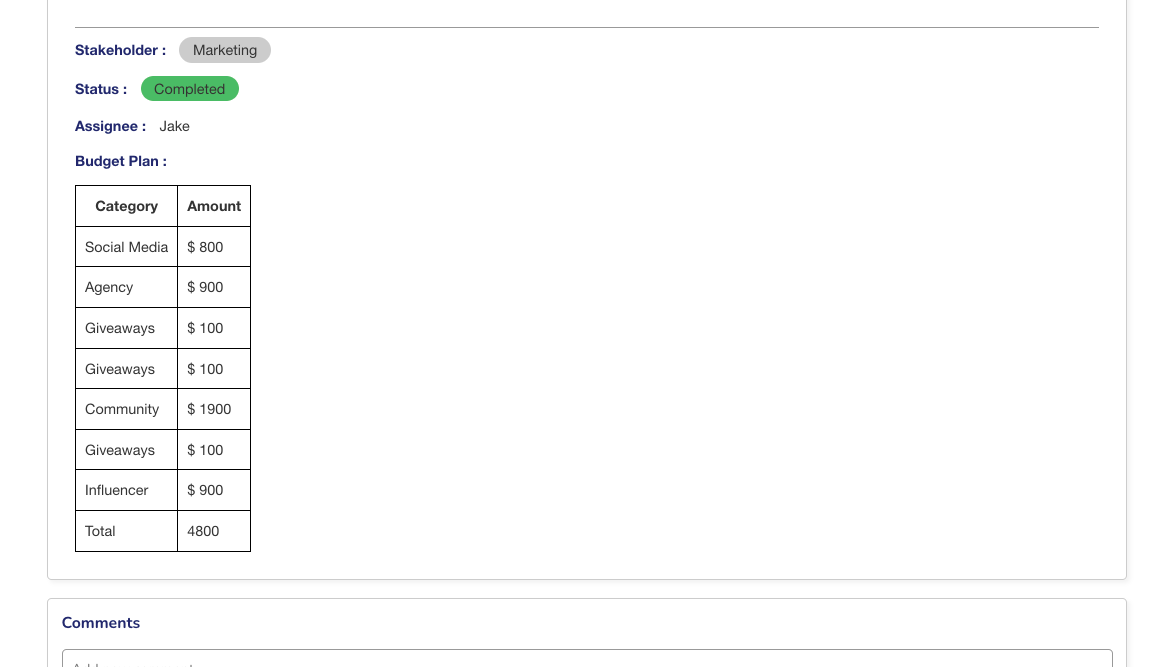 Stakeholder : Marketing
Status : Completed
Assignee : Jake
Budget Plan :
Category Amount
Social Media $ 800
Agency $ 900
Giveaways $ 100
Giveaways $ 100
Community $ 1900
Giveaways $ 100
Influencer $ 900
Total 4800
Comments